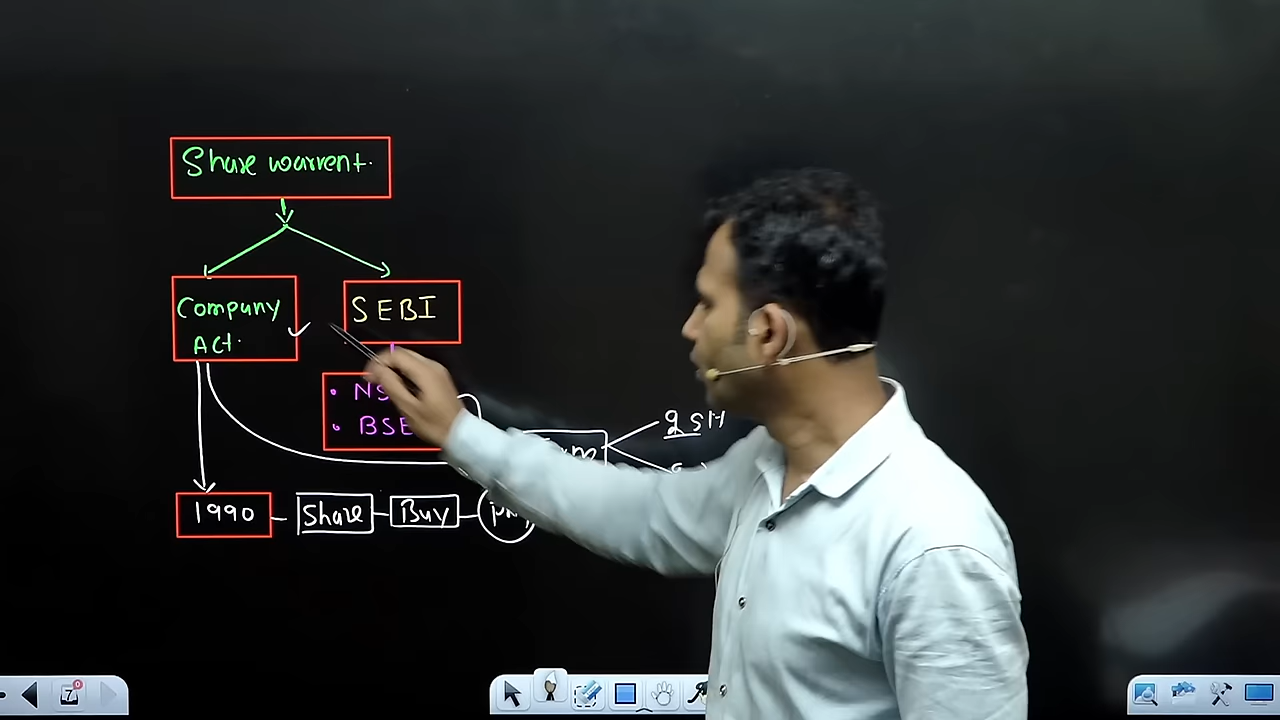 Share warrent.
Company
Act.
SEBI
• NS
• BSE
1990
Share
Buy